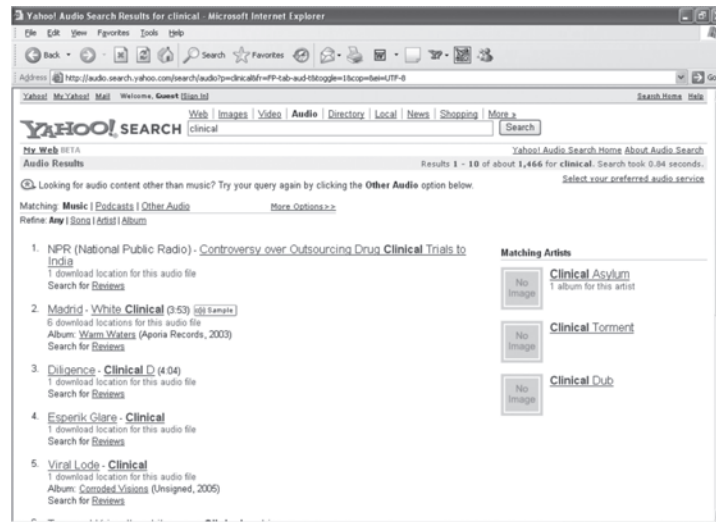 Yahoo! Audio Search Results for clinical - Microsoft Internet Explorer
File Edit View Favorites Tools Help
Back Search Favorites
Address http://audio.search.yahoo.com/search/audio?p=clinical&fr=FP-tab-aud-t&toggle=1&cop=&ei=UTF-8 Go
Yahoo! My Yahoo! Mail Welcome, Guest [Sign In] Search Home Help
Web | Images | Video | Audio | Directory | Local | News | Shopping | More »
YAHOO! SEARCH clinical Search
My Web BETA Yahoo! Audio Search Home About Audio Search
Audio Results Results 1 - 10 of about 1,466 for clinical. Search took 0.84 seconds.
Looking for audio content other than music? Try your query again by clicking the Other Audio option below. Select your preferred audio service
Matching: Music | Podcasts | Other Audio More Options>>
Refine: Any | Song | Artist | Album
1. NPR (National Public Radio) - Controversy over Outsourcing Drug Clinical Trials to
India
1 download location for this audio file
Search for Reviews
2. Madrid - White Clinical (3:53) Sample
6 download locations for this audio file
Album: Warm Waters (Aporia Records, 2003)
Search for Reviews
3. Diligence - Clinical D (4:04)
1 download location for this audio file
Search for Reviews
4. Esperik Glare - Clinical
1 download location for this audio file
Search for Reviews
5. Viral Lode - Clinical
1 download location for this audio file
Album: Corroded Visions (Unsigned, 2005)
Search for Reviews
Matching Artists
No Image
Clinical Asylum
1 album for this artist
No Image
Clinical Torment
No Image
Clinical Dub